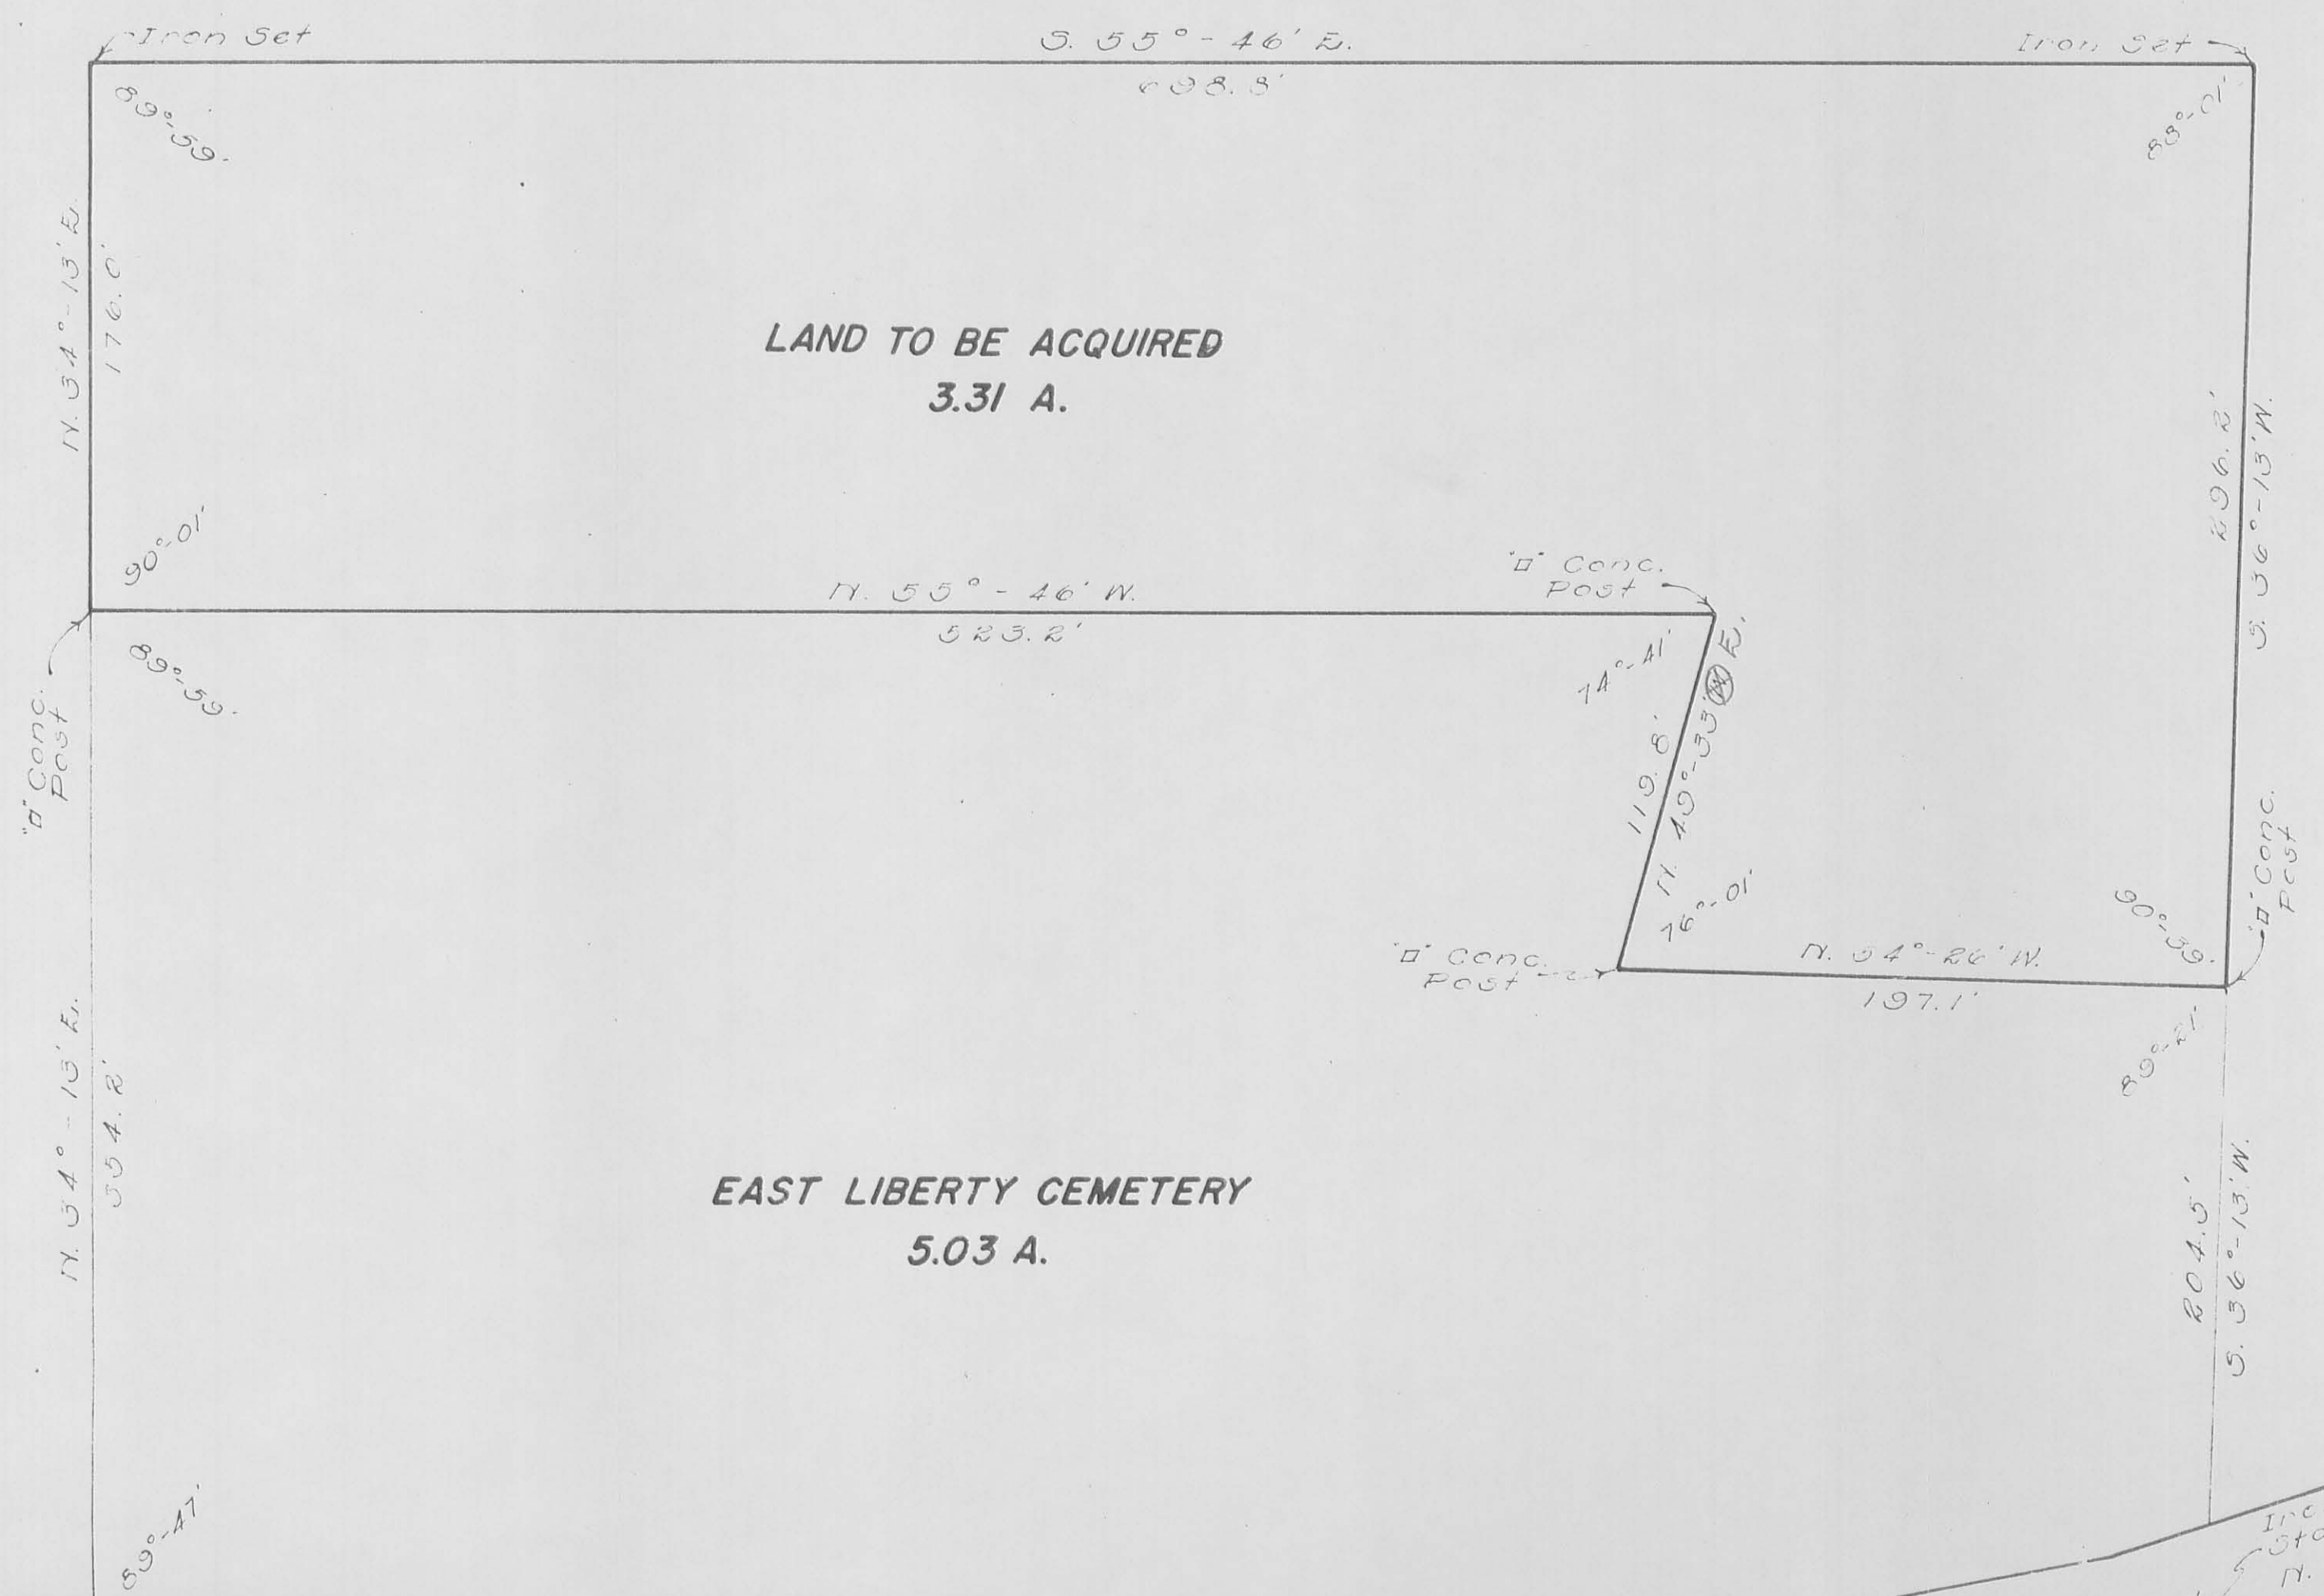 Iron Set
S. 55° - 46' E.
Iron Set
698.8'
89°-59'
88°-01'
N. 34° - 13' E.
176.0'
LAND TO BE ACQUIRED
3.31 A.
296.2'
S. 36° - 13' W.
90°-01'
"□" Conc.
Post
N. 55° - 46' W.
523.2'
89°-59'
74°-41'
119.8'
N. 49° - 33' W E.
"□" Conc.
Post
"□" Conc.
Post
76°-01'
90°-39'
"□" Conc.
Post
N. 54° - 26' W.
197.1'
89°-21'
N. 34° - 13' E.
354.2'
EAST LIBERTY CEMETERY
5.03 A.
204.5'
S. 36° - 13' W.
89°-47'